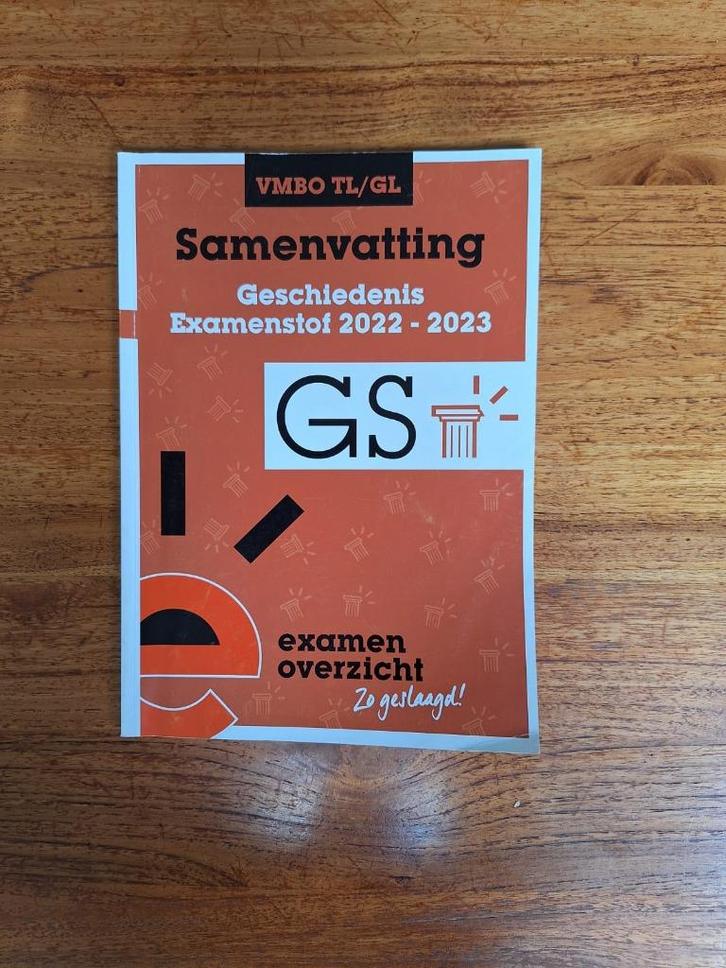 VMBO TL/GL
Samenvatting
Geschiedenis
Examenstof 2022 - 2023
GS
examen
overzicht
Zo geslaagd!